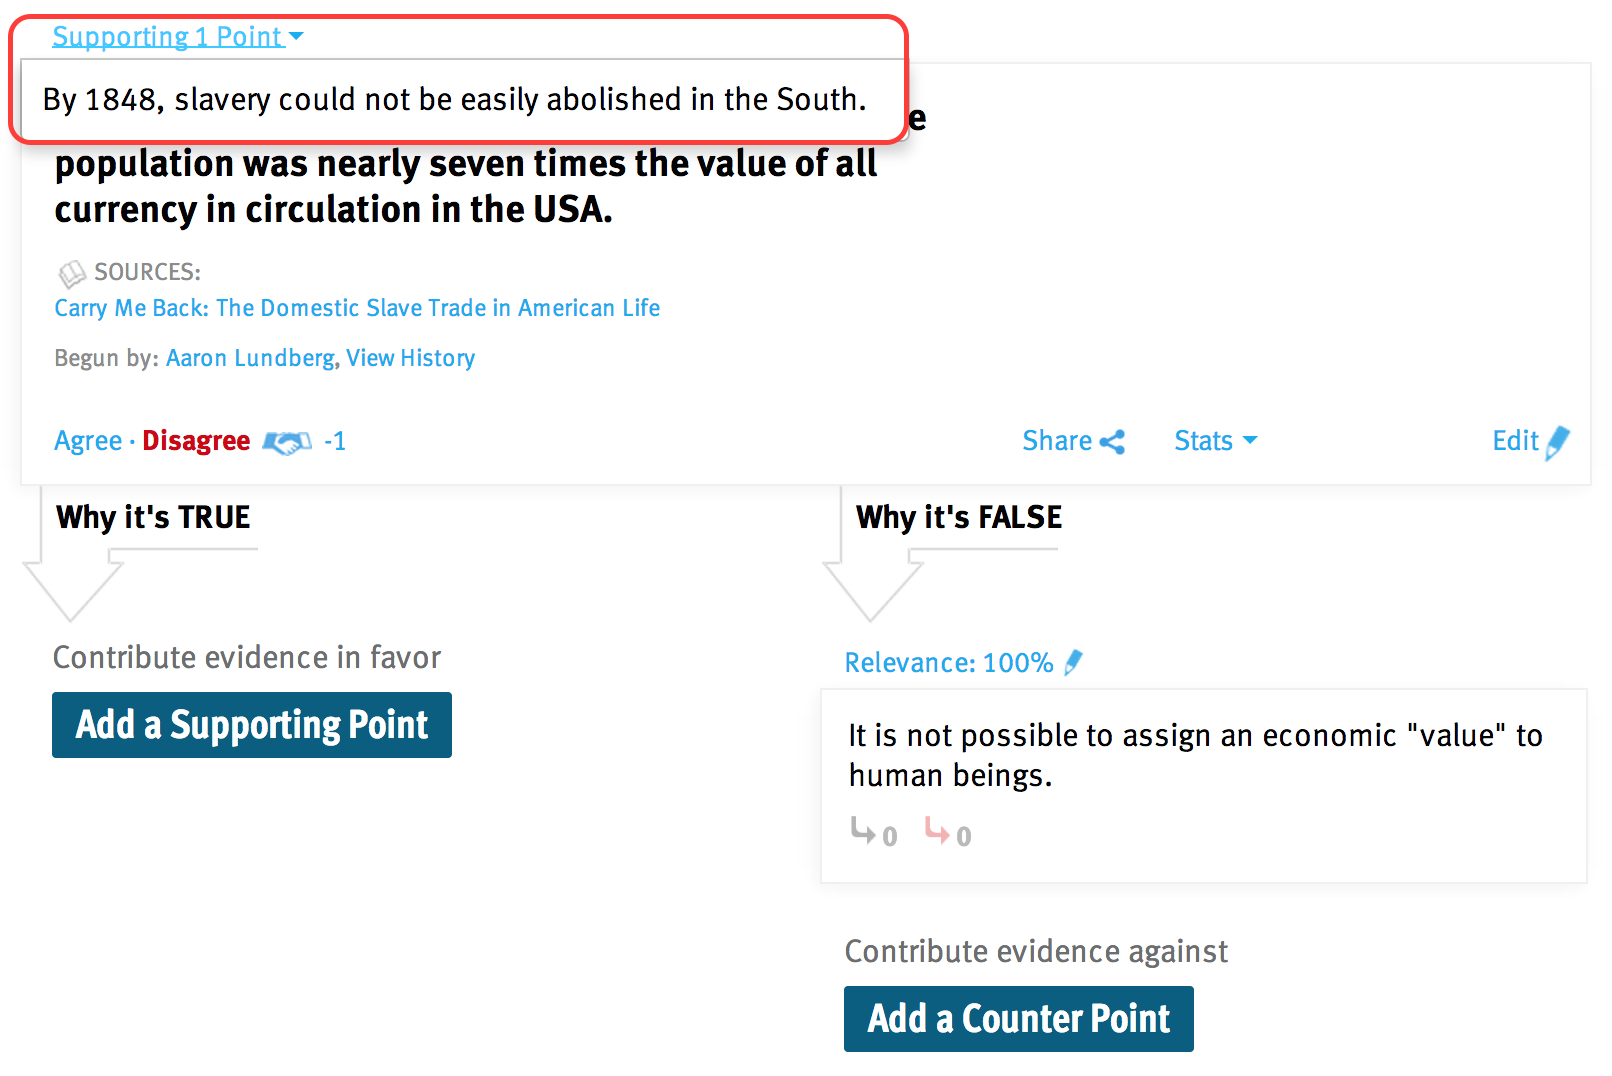 Supporting 1 Point
By 1848, slavery could not be easily abolished in the South.
population was nearly seven times the value of all
currency in circulation in the USA.
SOURCES:
Carry Me Back: The Domestic Slave Trade in American Life
Begun by: Aaron Lundberg, View History
Agree · Disagree -1
Share Stats Edit
Why it's TRUE
Why it's FALSE
Contribute evidence in favor
Add a Supporting Point
Relevance: 100%
It is not possible to assign an economic "value" to
human beings.
0 0
Contribute evidence against
Add a Counter Point